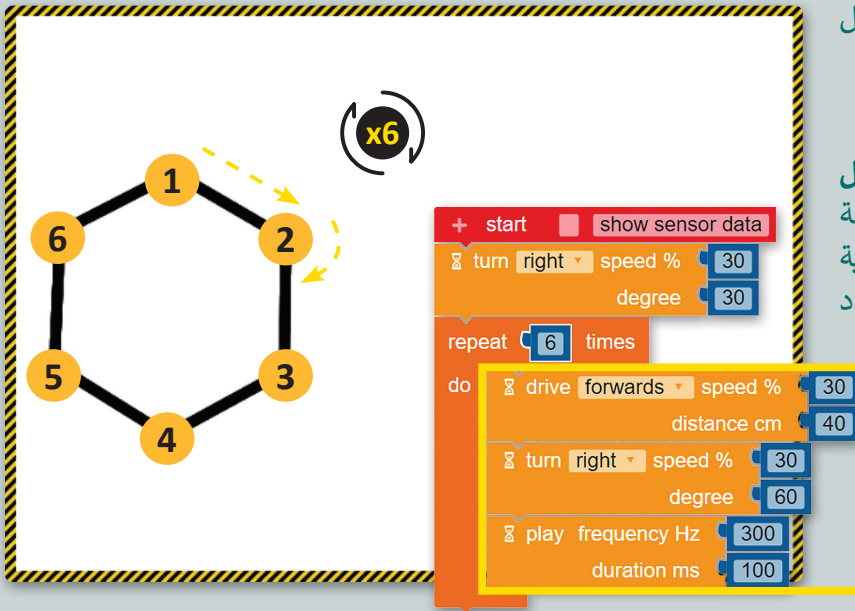 1
2
3
4
5
6
x6
+ start show sensor data
turn right speed % 30
degree 30
repeat 6 times
do
drive forwards speed % 30
distance cm 40
turn right speed % 30
degree 60
play frequency Hz 300
duration ms 100